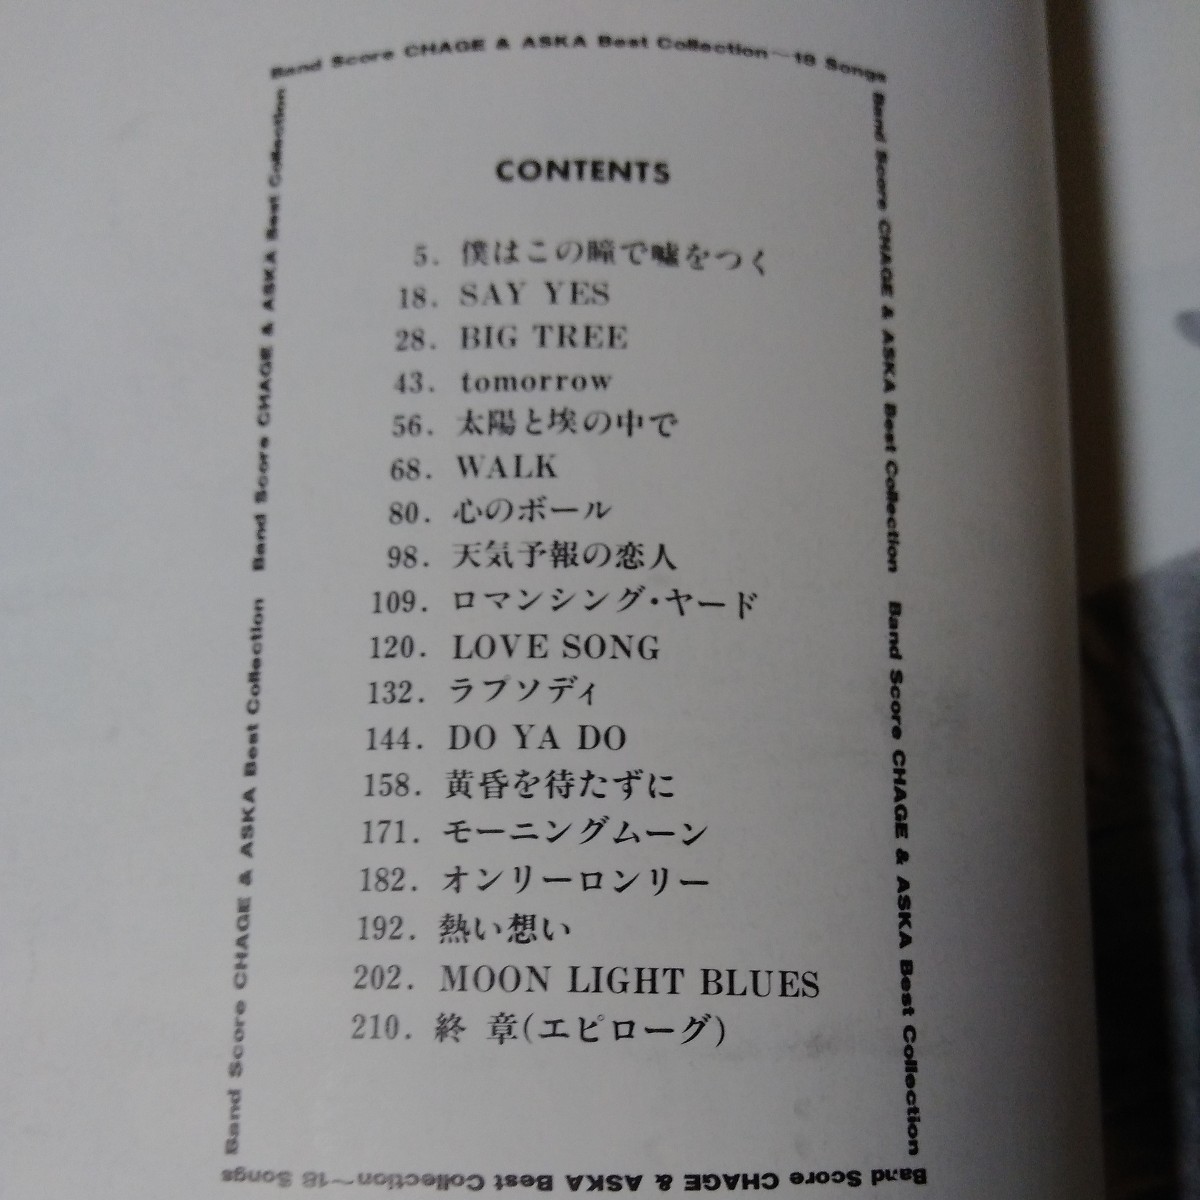 Band Score CHAGE & ASKA Best Collection〜18 Songs
CONTENTS
5. 僕はこの瞳で嘘をつく
18. SAY YES
28. BIG TREE
43. tomorrow
56. 太陽と埃の中で
68. WALK
80. 心のボール
98. 天気予報の恋人
109. ロマンシング・ヤード
120. LOVE SONG
132. ラプソディ
144. DO YA DO
158. 黄昏を待たずに
171. モーニングムーン
182. オンリーロンリー
192. 熱い想い
202. MOON LIGHT BLUES
210. 終 章(エピローグ)
Band Score CHAGE & ASKA Best Collection Band Score CHAGE & ASKA Best Collection
Band Score CHAGE & ASKA Best Collection Band Score CHAGE & ASKA Best Collection
Band Score CHAGE & ASKA Best Collection〜18 Songs